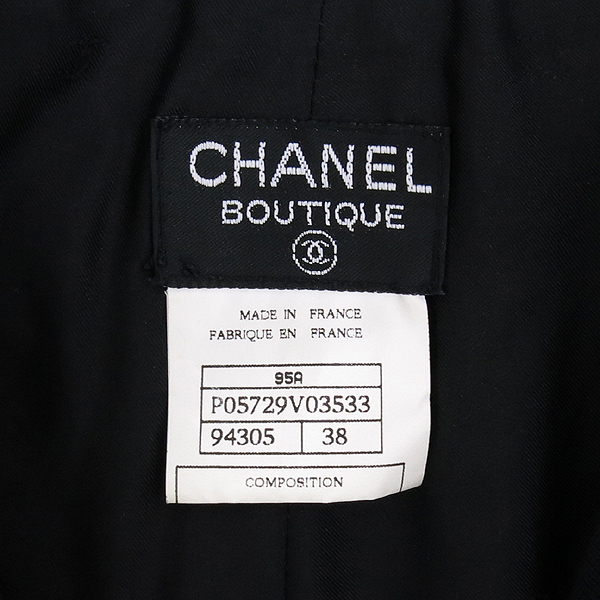 CHANEL
BOUTIQUE
MADE IN FRANCE
FABRIQUE EN FRANCE
95A
P05729V03533
94305 38
COMPOSITION